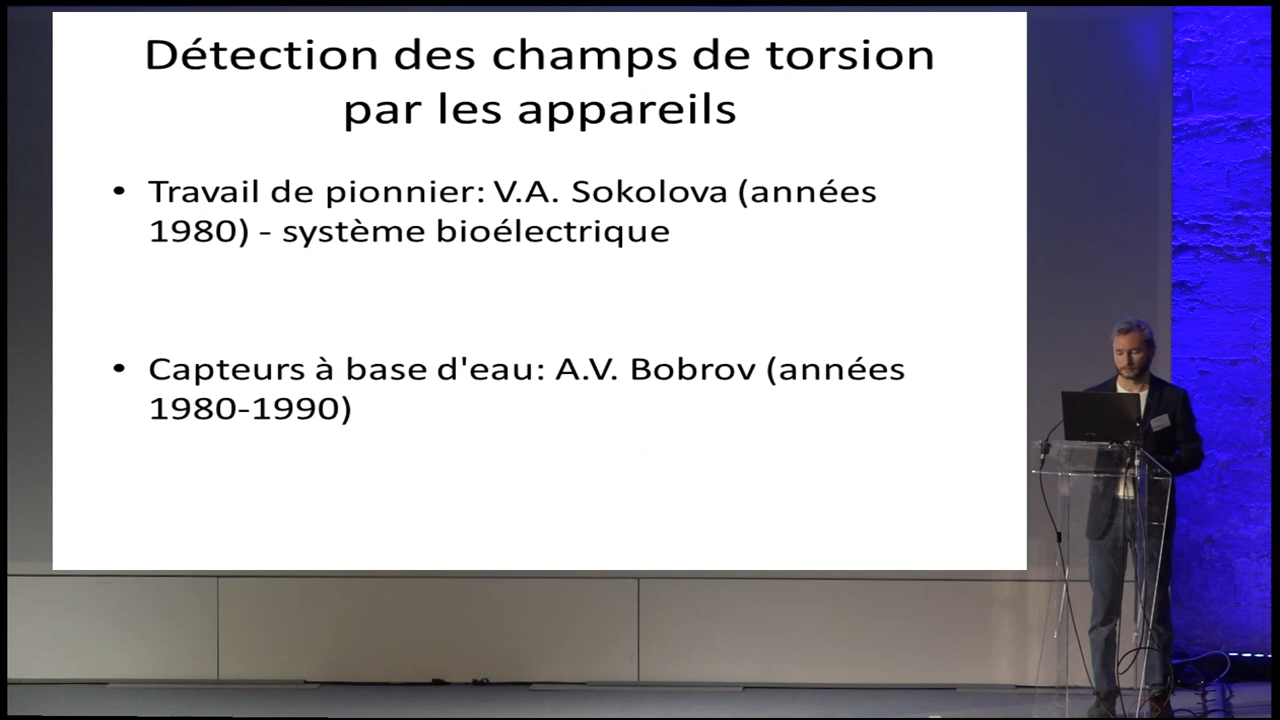 Détection des champs de torsion
par les appareils
• Travail de pionnier: V.A. Sokolova (années
1980) - système bioélectrique
• Capteurs à base d'eau: A.V. Bobrov (années
1980-1990)